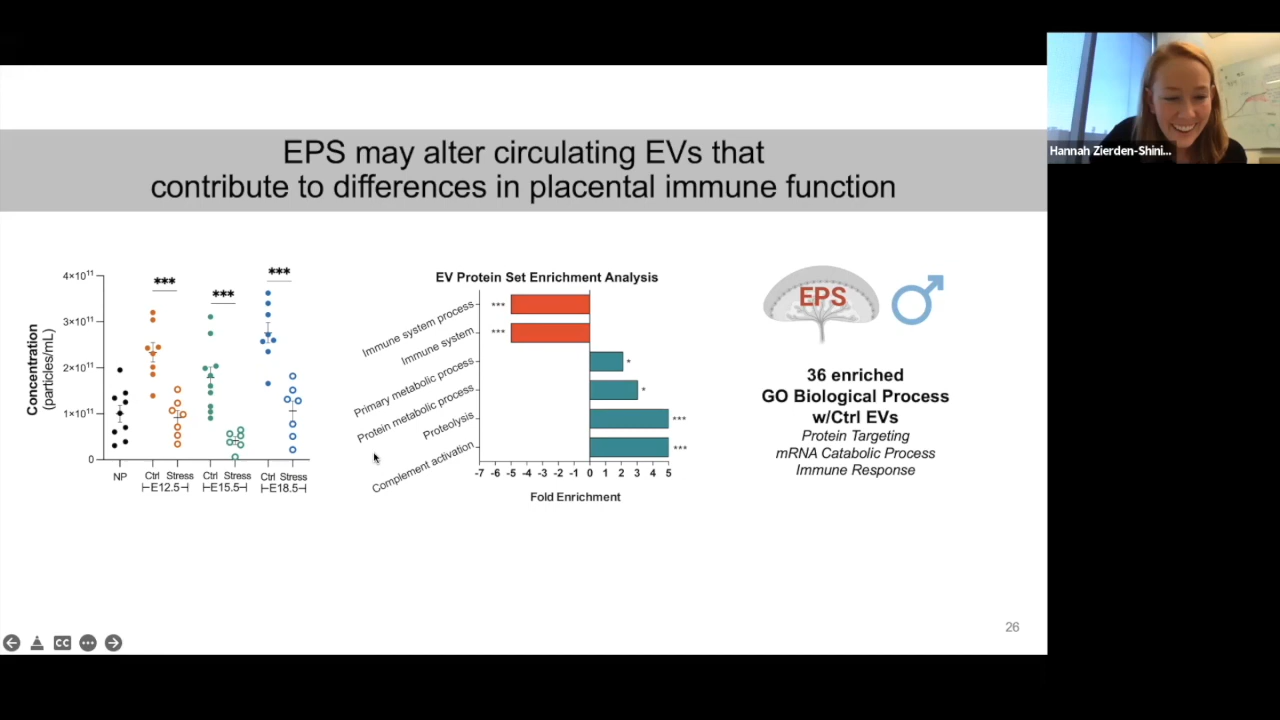 EPS may alter circulating EVs that
contribute to differences in placental immune function
Hannah Zierden-Shini...
Concentration
(particles/mL)
4×10¹¹
3×10¹¹
2×10¹¹
1×10¹¹
0
***
***
***
NP
Ctrl Stress
Ctrl Stress
Ctrl Stress
E12.5
E15.5
E18.5
EV Protein Set Enrichment Analysis
Immune system process
***
Immune system
***
Primary metabolic process
*
Protein metabolic process
*
Proteolysis
***
Complement activation
***
-7 -6 -5 -4 -3 -2 -1 0 1 2 3 4 5
Fold Enrichment
EPS
36 enriched
GO Biological Process
w/Ctrl EVs
Protein Targeting
mRNA Catabolic Process
Immune Response
26
CC